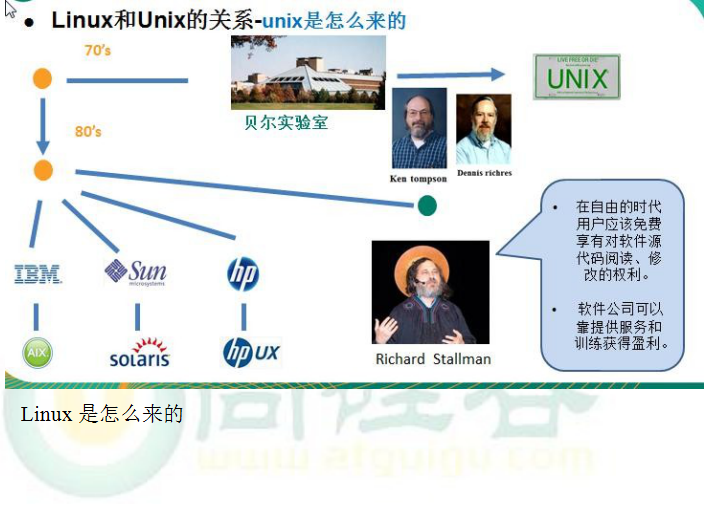 Linux和Unix的关系-unix是怎么来的
70's
LIVE FREE OR DIE
UNIX
贝尔实验室
80's
Ken tompson
Dennis richres
在自由的时代
用户应该免费
享有对软件源
代码阅读、修
改的权利。
软件公司可以
靠提供服务和
训练获得盈利。
IBM
Sun
microsystems
hp
AIX
solaris
hp UX
Richard Stallman
Linux 是怎么来的
尚硅谷
www.atguigu.com